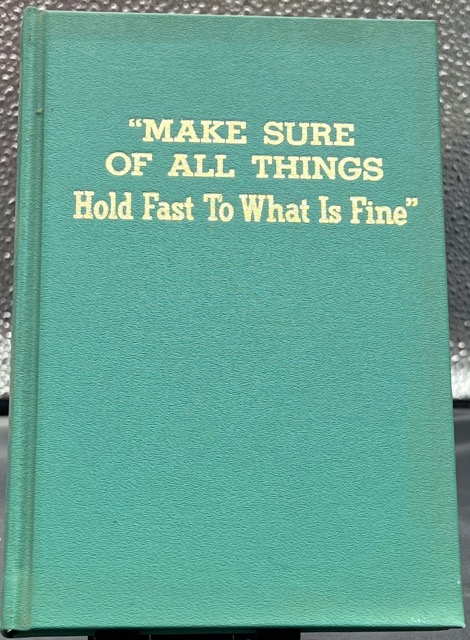 “MAKE SURE
OF ALL THINGS
Hold Fast To What Is Fine”